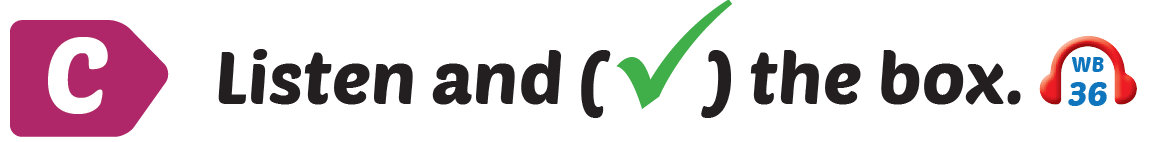 C Listen and (✓) the box. WB
36